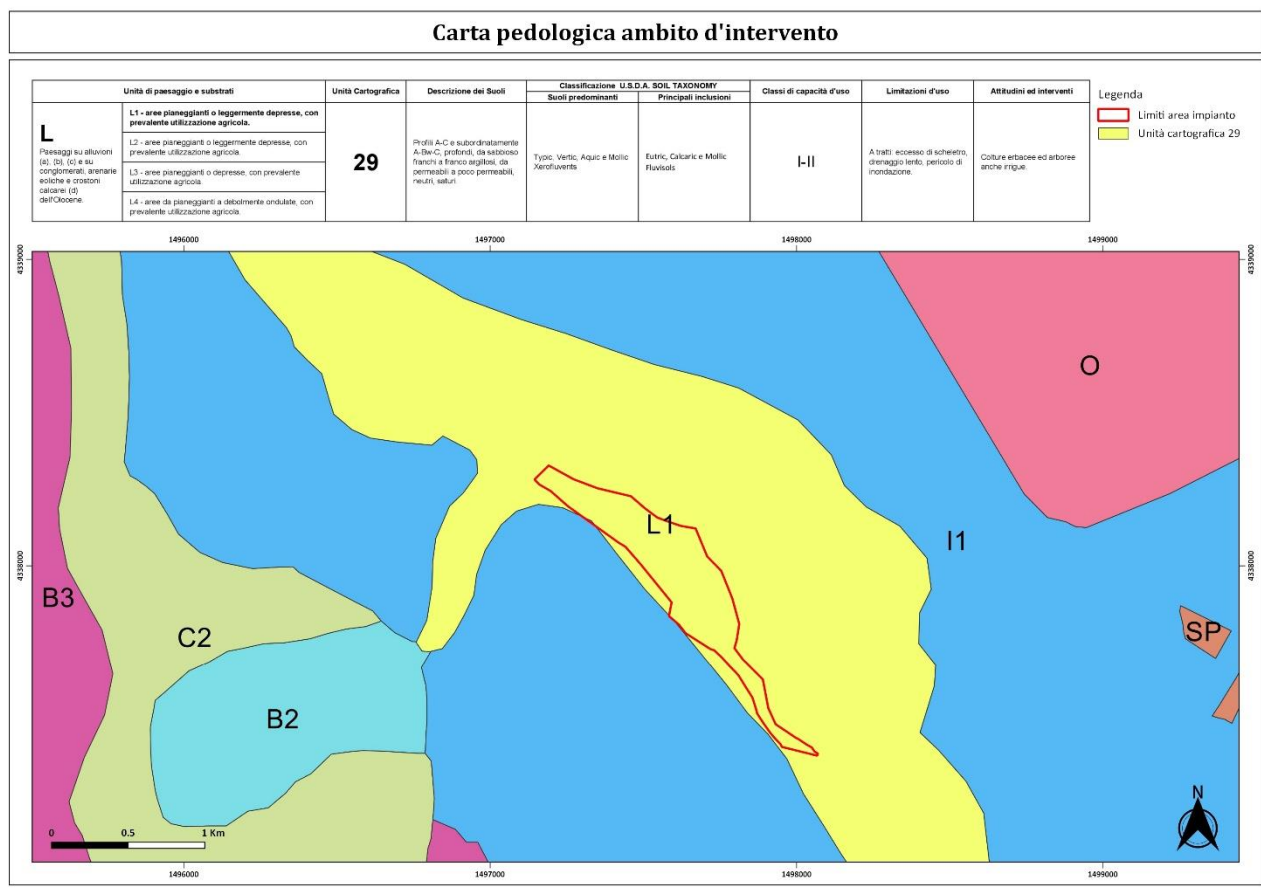 Carta pedologica ambito d'intervento
Unità di paesaggio e substrati
Unità Cartografica
Descrizione dei Suoli
Classificazione U.S.D.A. SOIL TAXONOMY
Suoli predominanti
Principali inclusioni
Classi di capacità d'uso
Limitazioni d'uso
Attitudini ed interventi
L
Paesaggi su alluvioni
(a), (b), (c) e su
conglomerati, arenarie
eoliche e crostoni
calcarei (d)
dell'Olocene.
L1 - aree pianeggianti o leggermente depresse, con
prevalente utilizzazione agricola.
L2 - aree pianeggianti o leggermente depresse, con
prevalente utilizzazione agricola.
L3 - aree pianeggianti o depresse, con prevalente
utilizzazione agricola.
L4 - aree da pianeggianti a debolmente ondulate, con
prevalente utilizzazione agricola.
29
Profili A-C e subordinatamente
A-Bw-C, profondi, da sabbioso
franchi a franco argillosi, da
permeabili a poco permeabili,
neutri, saturi.
Typic, Vertic, Aquic e Mollic
Xerofluvents
Eutric, Calcaric e Mollic
Fluvisols
I-II
A tratti: eccesso di scheletro,
drenaggio lento, pericolo di
inondazione.
Colture erbacee ed arboree
anche irrigue.
Legenda
Limiti area impianto
Unità cartografica 29
1496000
1497000
1498000
1499000
4339000
4339000
O
L1
I1
4338000
4338000
B3
C2
SP
B2
N
0
0.5
1 Km
1496000
1497000
1498000
1499000